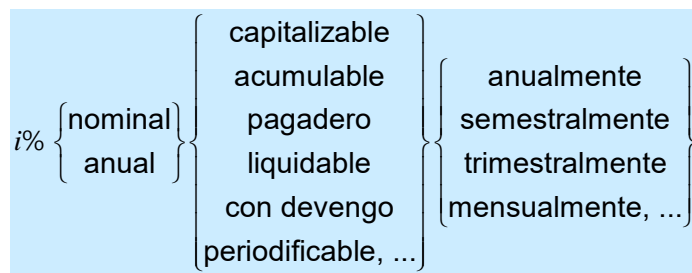 i% {nominal anual} {capitalizable acumulable pagadero liquidable con devengo periodificable, ...} {anualmente semestralmente trimestralmente mensualmente, ...}